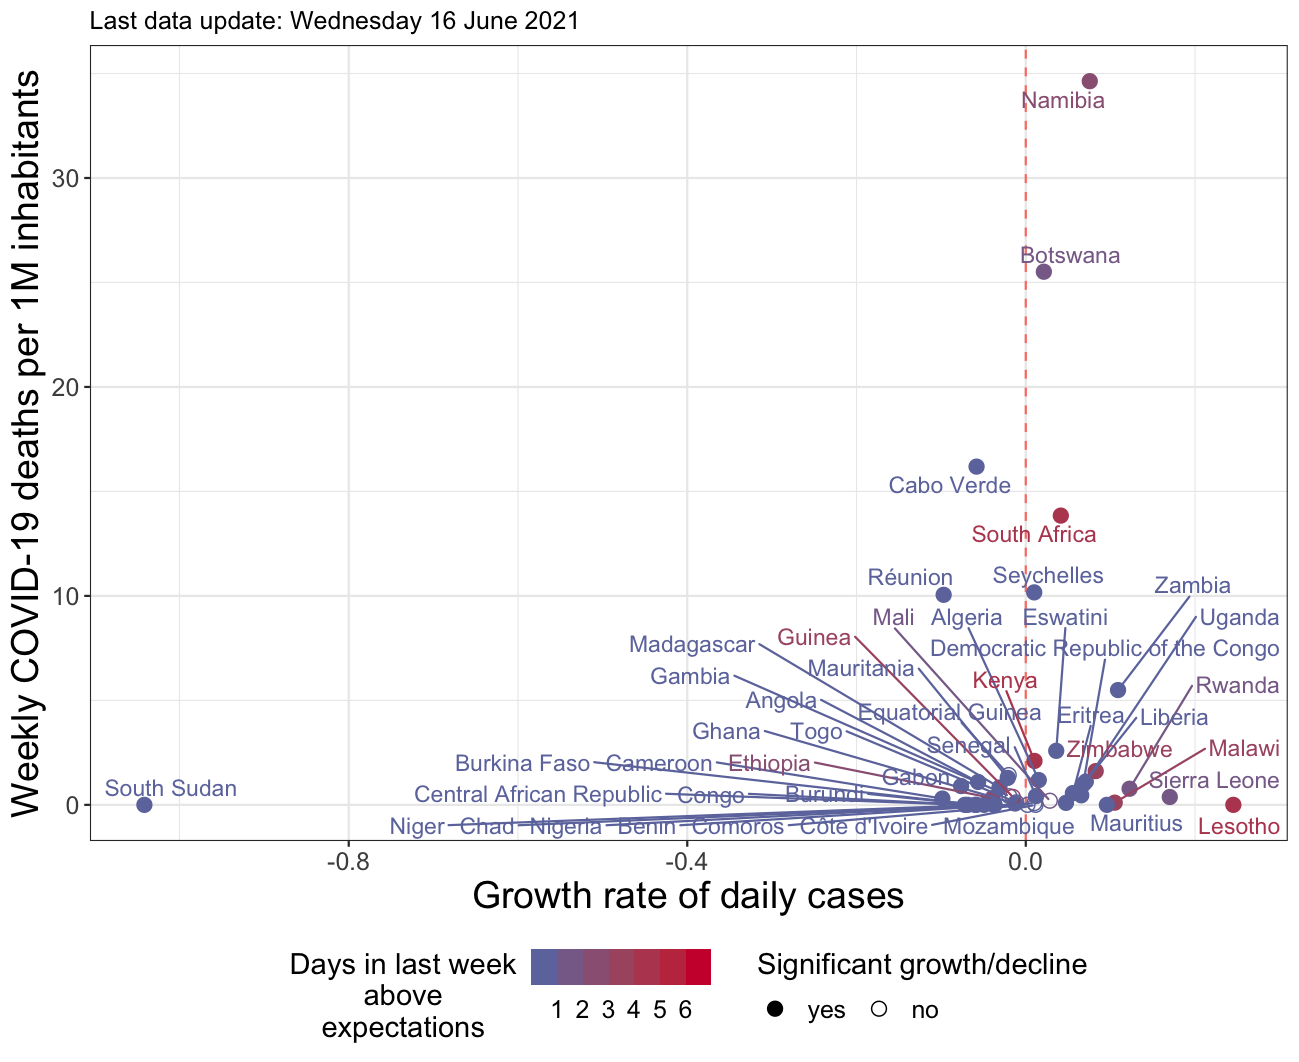 Last data update: Wednesday 16 June 2021
Weekly COVID-19 deaths per 1M inhabitants
30
20
10
0
Namibia
Botswana
Cabo Verde
South Africa
Réunion
Seychelles
Zambia
Mali
Algeria
Eswatini
Uganda
Guinea
Madagascar
Democratic Republic of the Congo
Mauritania
Gambia
Kenya
Rwanda
Angola
Equatorial Guinea
Eritrea
Liberia
Ghana
Togo
Senegal
Zimbabwe
Malawi
Burkina Faso
Cameroon
Ethiopia
Gabon
Sierra Leone
South Sudan
Central African Republic
Congo
Burundi
Niger
Chad
Nigeria
Benin
Comoros
Côte d'Ivoire
Mozambique
Mauritius
Lesotho
-0.8
-0.4
0.0
Growth rate of daily cases
Days in last week
above
expectations
1 2 3 4 5 6
Significant growth/decline
yes
no